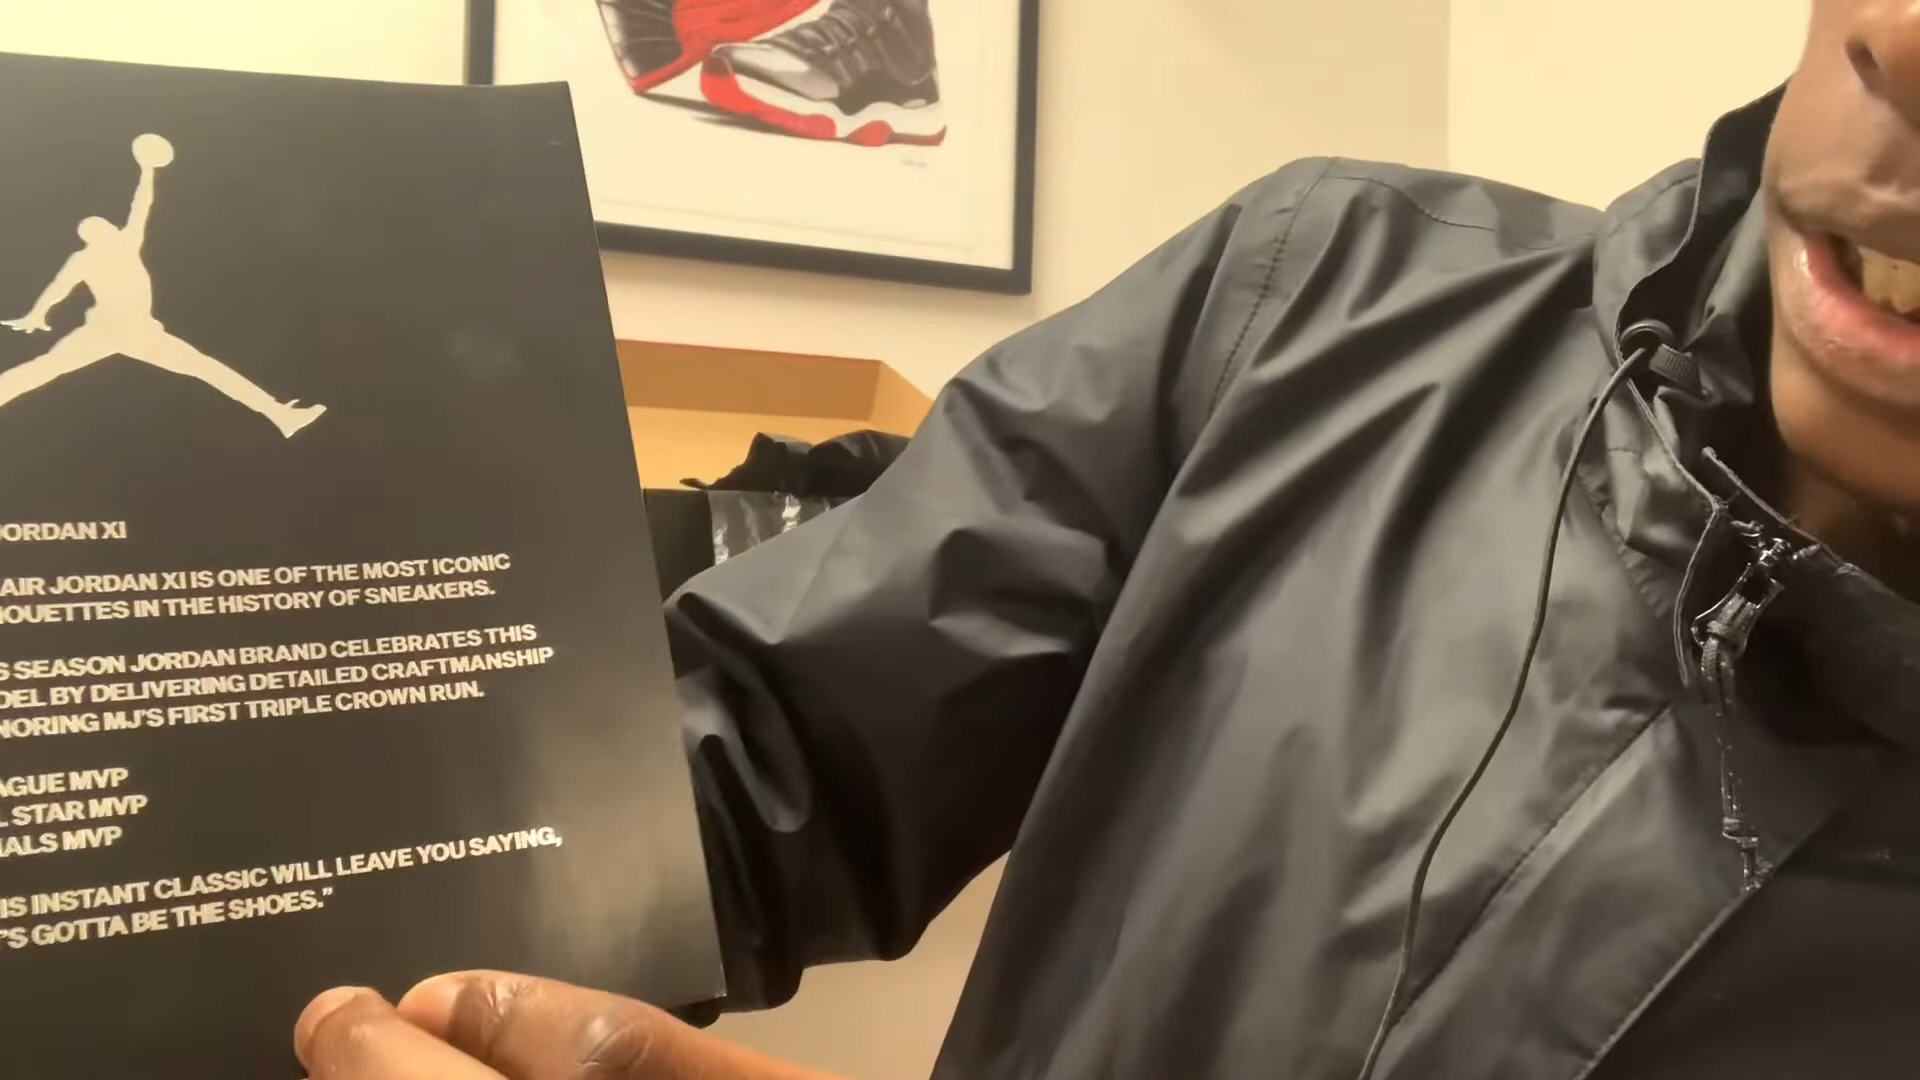 JORDAN XI
AIR JORDAN XI IS ONE OF THE MOST ICONIC
HOUETTES IN THE HISTORY OF SNEAKERS.
S SEASON JORDAN BRAND CELEBRATES THIS
DEL BY DELIVERING DETAILED CRAFTMANSHIP
NORING MJ'S FIRST TRIPLE CROWN RUN.
AGUE MVP
L STAR MVP
IALS MVP
IS INSTANT CLASSIC WILL LEAVE YOU SAYING,
'S GOTTA BE THE SHOES.”